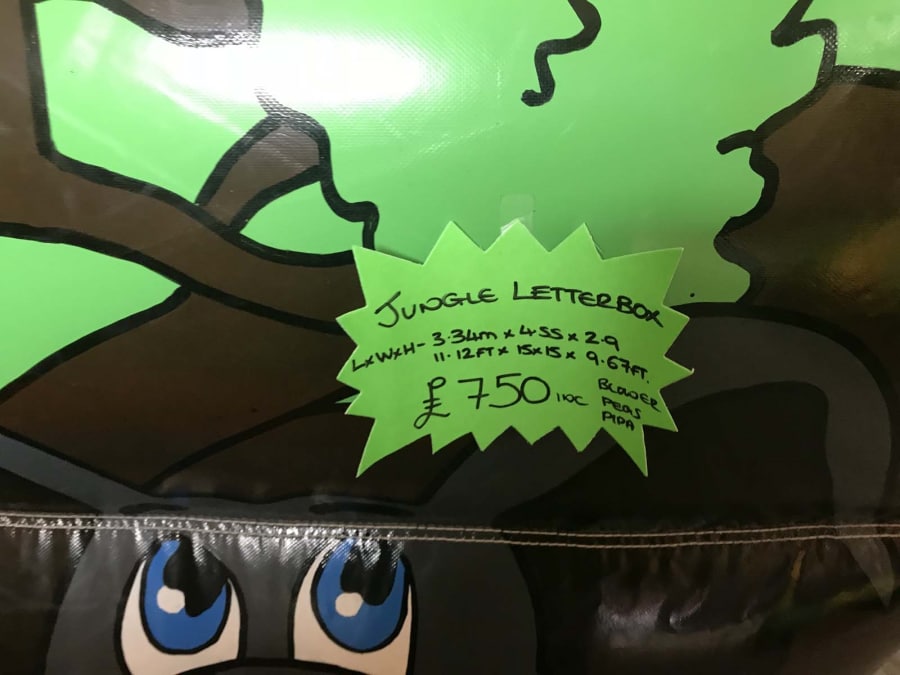 JUNGLE LETTERBOX
LxWxH- 3.34m x 4.55 x 2.9
11.12FT x 15x15 x 9.67FT.
£750 INC BLOWER
PEGS
PIPA